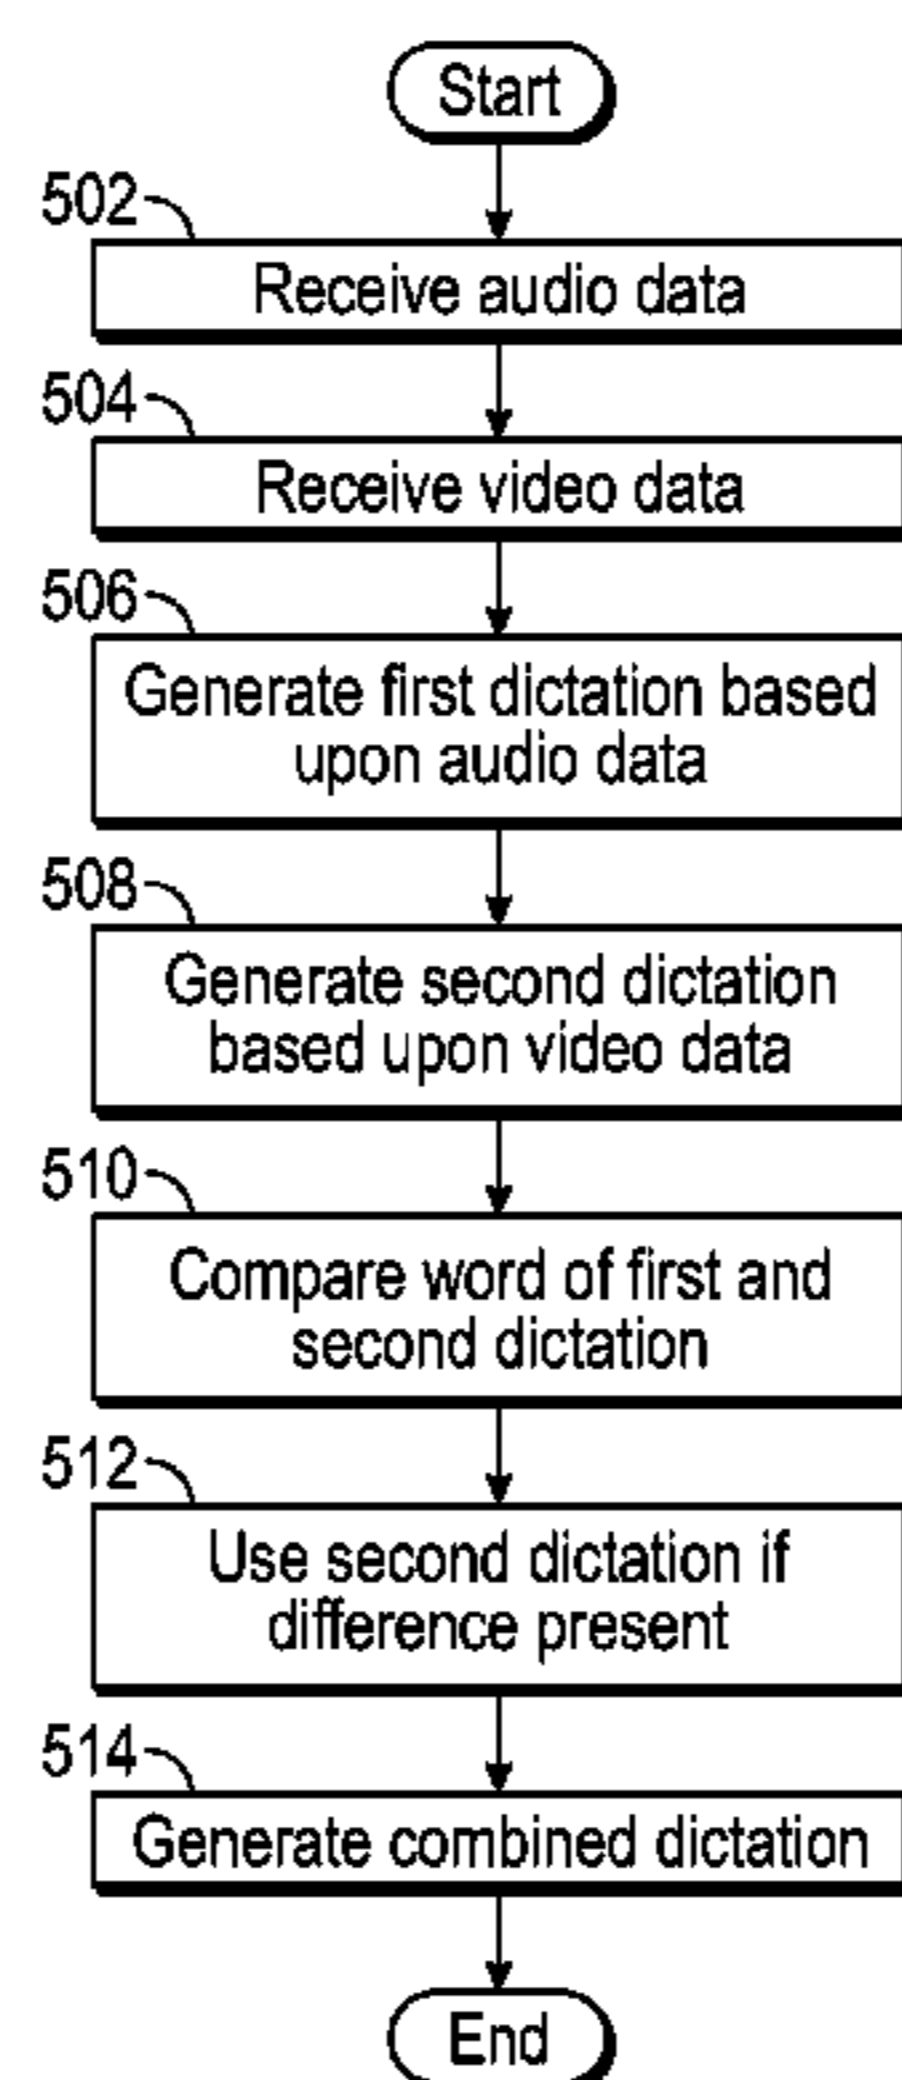 Start
502
Receive audio data
504
Receive video data
506
Generate first dictation based
upon audio data
508
Generate second dictation
based upon video data
510
Compare word of first and
second dictation
512
Use second dictation if
difference present
514
Generate combined dictation
End